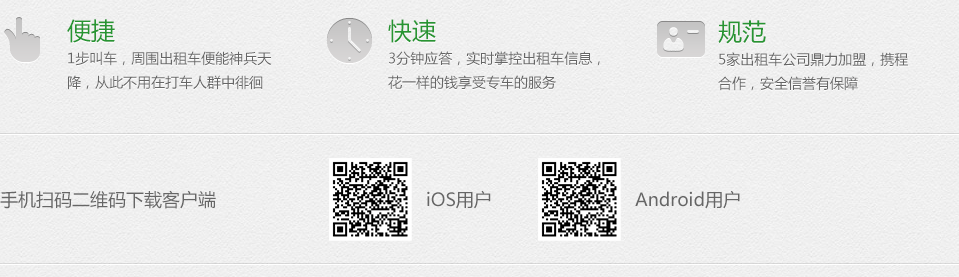 便捷
1步叫车，周围出租车便能神兵天
降，从此不用在打车人群中徘徊
快速
3分钟应答，实时掌控出租车信息，
花一样的钱享受专车的服务
规范
5家出租车公司鼎力加盟，携程
合作，安全信誉有保障
手机扫码二维码下载客户端
iOS用户
Android用户